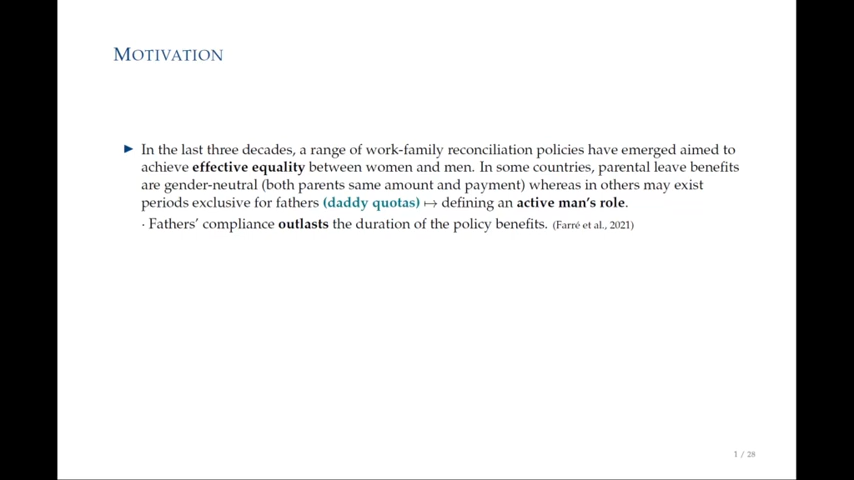 MOTIVATION
▶ In the last three decades, a range of work-family reconciliation policies have emerged aimed to
achieve effective equality between women and men. In some countries, parental leave benefits
are gender-neutral (both parents same amount and payment) whereas in others may exist
periods exclusive for fathers (daddy quotas) ↦ defining an active man's role.
· Fathers' compliance outlasts the duration of the policy benefits. (Farré et al., 2021)
1 / 28